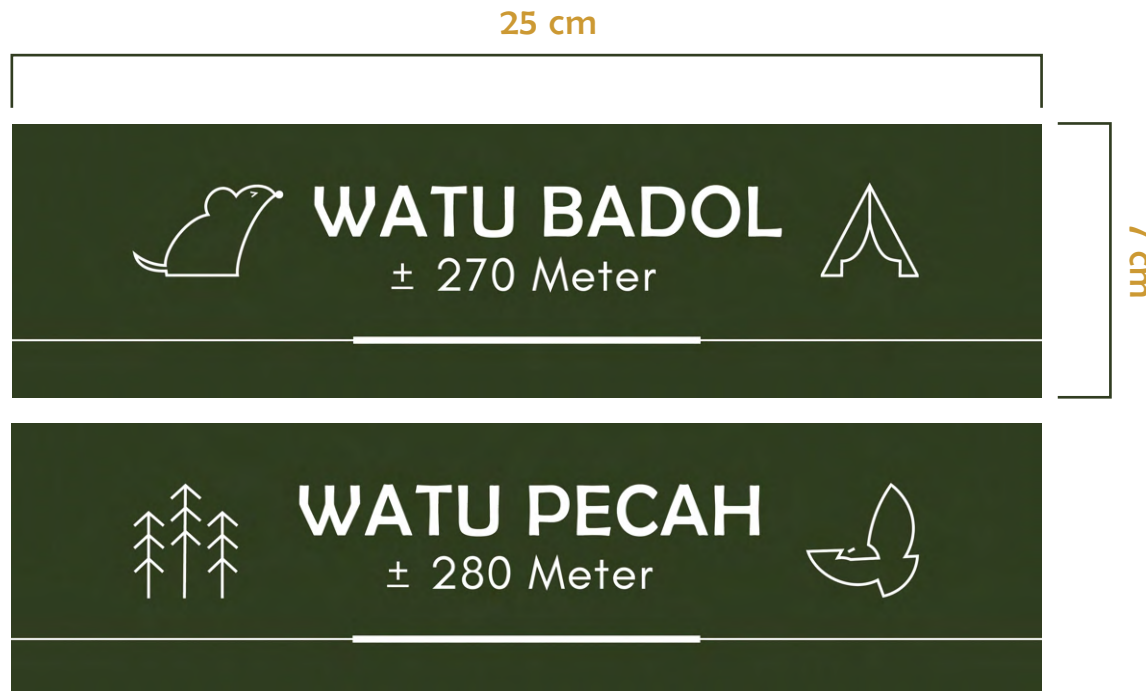 25 cm
WATU BADOL
± 270 Meter
7 cm
WATU PECAH
± 280 Meter